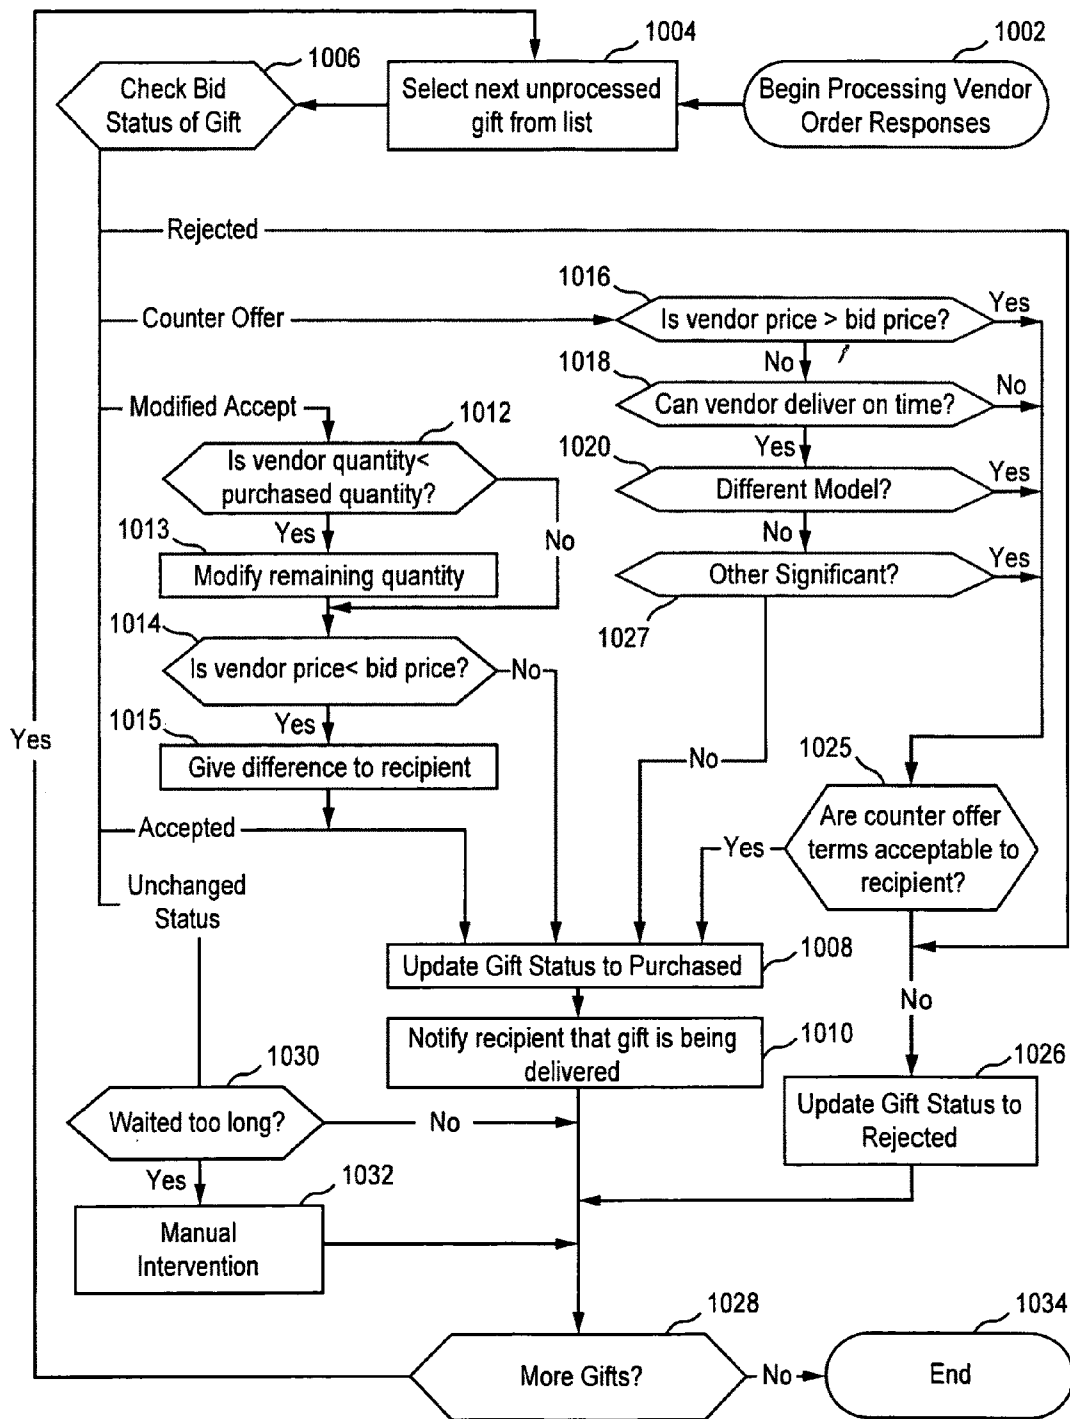 1006
1004
1002
Check Bid
Status of Gift
Select next unprocessed
gift from list
Begin Processing Vendor
Order Responses
Rejected
1016
Counter Offer
Is vendor price > bid price?
Yes
No
1018
Modified Accept
Can vendor deliver on time?
No
1012
Yes
1020
Is vendor quantity<
purchased quantity?
Different Model?
Yes
1013
Yes
No
No
Modify remaining quantity
Other Significant?
Yes
1027
1014
Is vendor price< bid price?
No
1015
Yes
Yes
Give difference to recipient
No
1025
Accepted
Are counter offer
terms acceptable to
recipient?
Yes
Unchanged
Status
Update Gift Status to Purchased
1008
No
Notify recipient that gift is being
delivered
1010
1030
1026
Waited too long?
No
Update Gift Status to
Rejected
Yes
1032
Manual
Intervention
1028
1034
More Gifts?
No
End